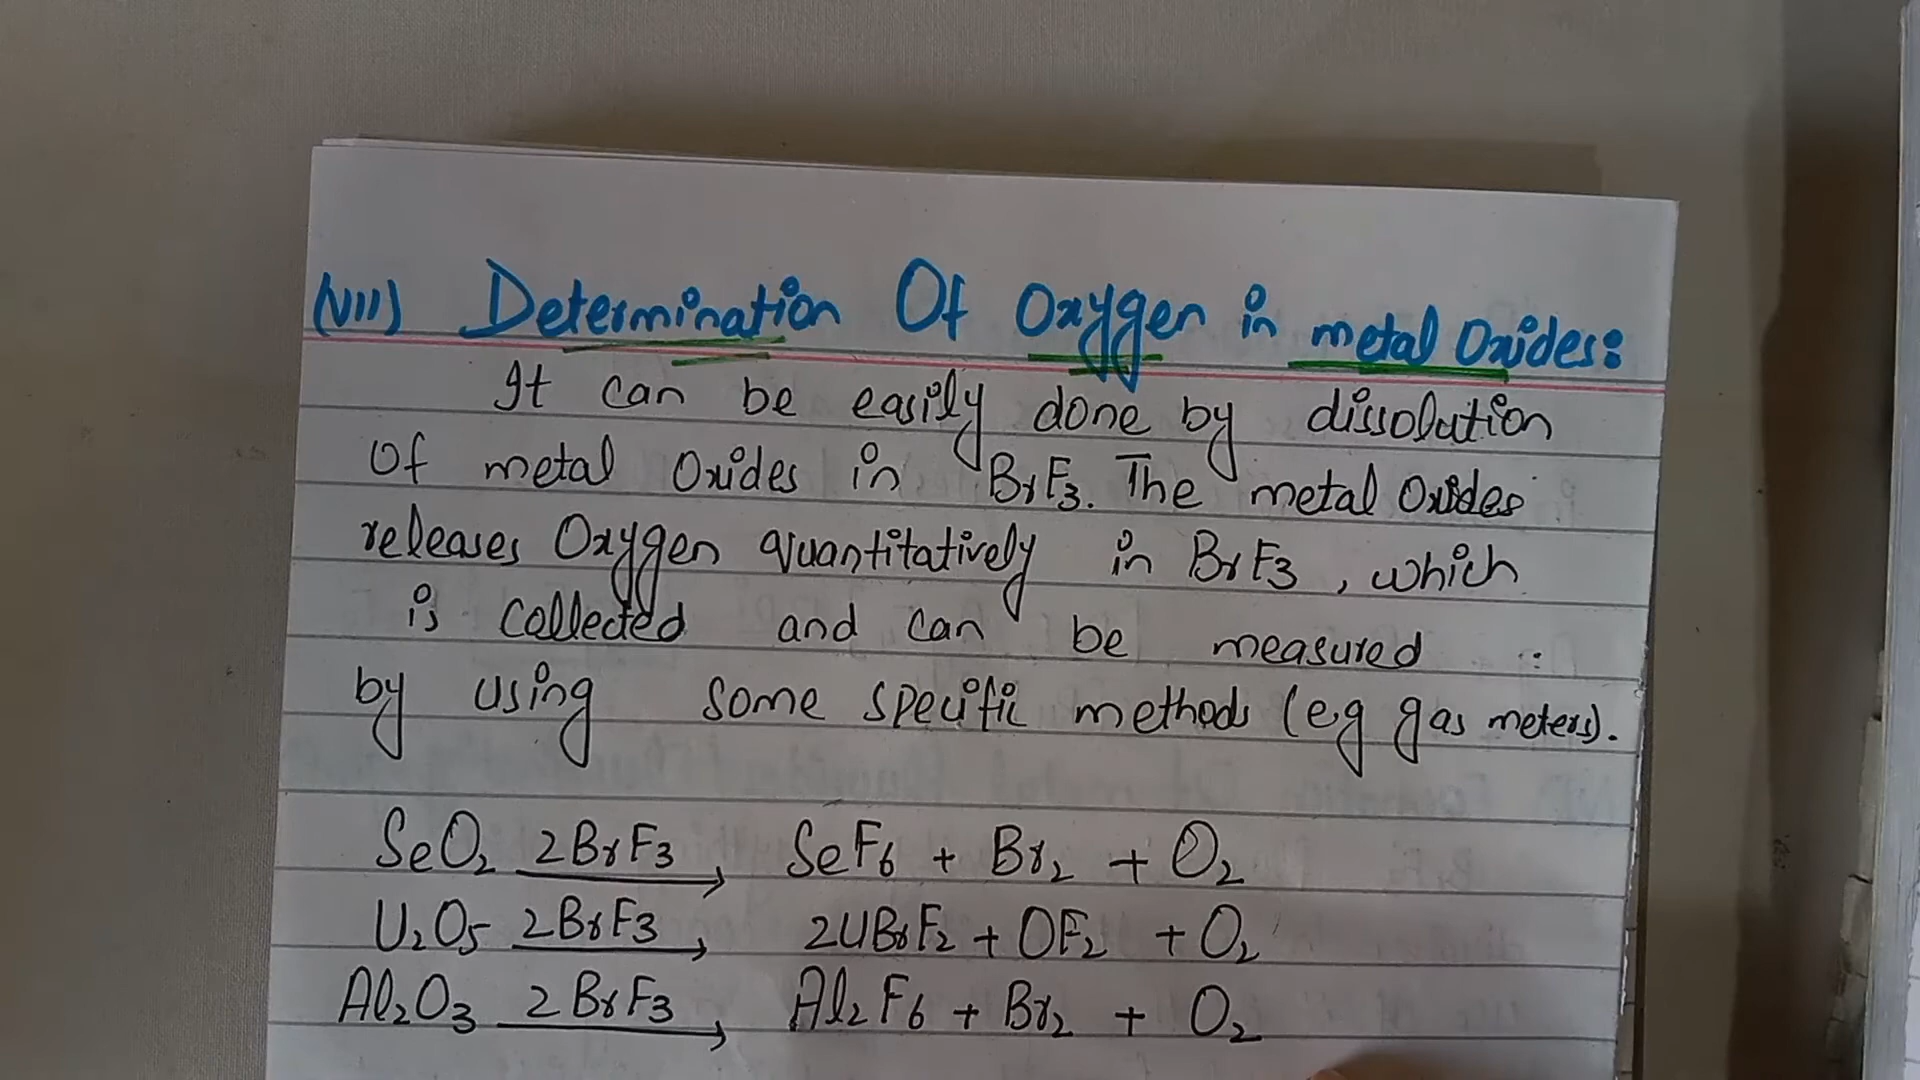 (VII) Determination Of Oxygen in metal Oxides:
It can be easily done by dissolution
Of metal Oxides in BrF₃. The metal Oxides
releases Oxygen quantitatively in BrF₃, which
is collected and can be measured
by using some specific methods (eg gas meters).
SeO₂ 2BrF₃→ SeF₆ + Br₂ + O₂
U₂O₅ 2BrF₃→ 2UBrF₂ + OF₂ + O₂
Al₂O₃ 2BrF₃→ Al₂F₆ + Br₂ + O₂